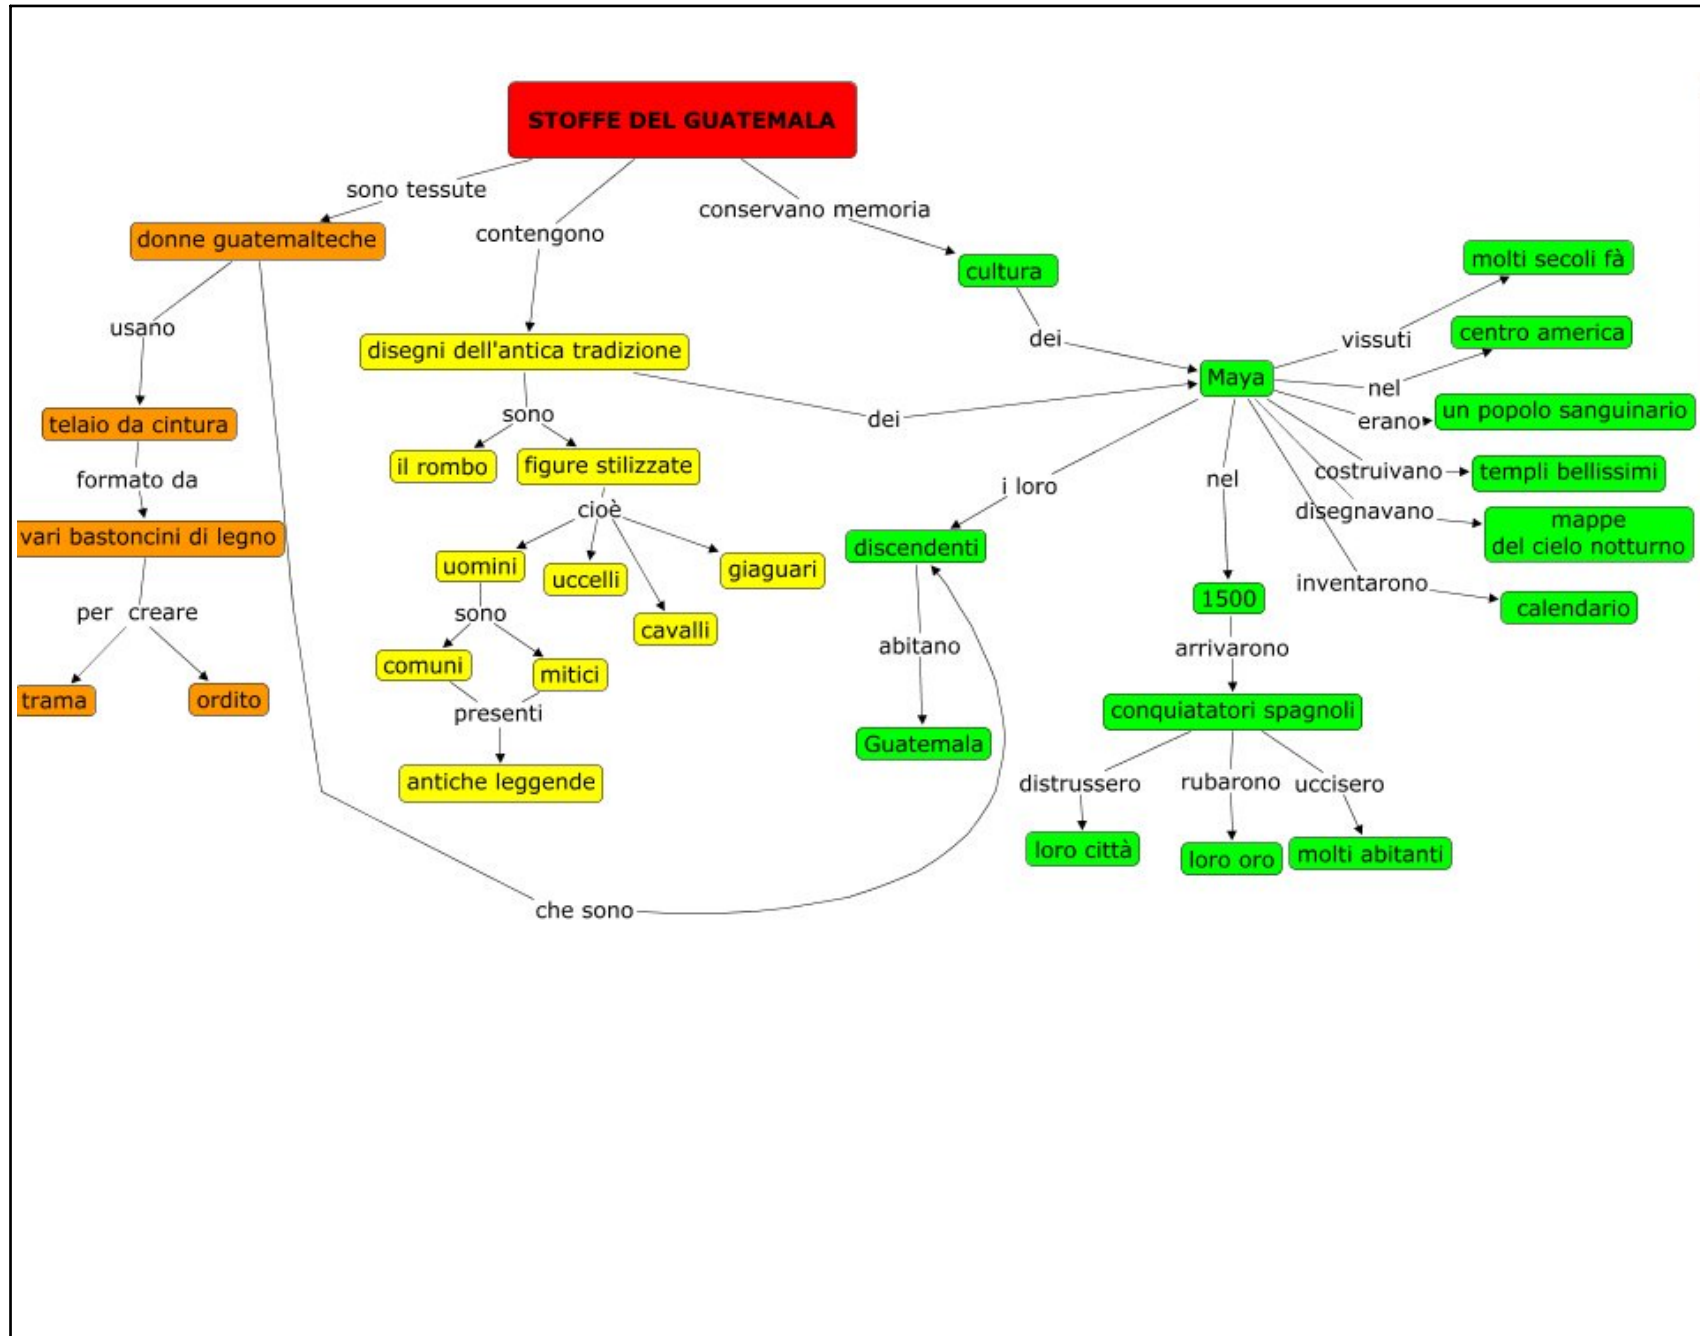 STOFFE DEL GUATEMALA
sono tessute
donne guatemalteche
usano
telaio da cintura
formato da
vari bastoncini di legno
per creare
trama
ordito
che sono
contengono
disegni dell'antica tradizione
sono
il rombo
figure stilizzate
cioè
uomini
uccelli
cavalli
giaguari
sono
comuni
mitici
presenti
antiche leggende
dei
conservano memoria
cultura
dei
Maya
vissuti
molti secoli fà
nel
centro america
erano
un popolo sanguinario
costruivano
templi bellissimi
disegnavano
mappe
del cielo notturno
inventarono
calendario
i loro
discendenti
abitano
Guatemala
nel
1500
arrivarono
conquiatatori spagnoli
distrussero
loro città
rubarono
loro oro
uccisero
molti abitanti